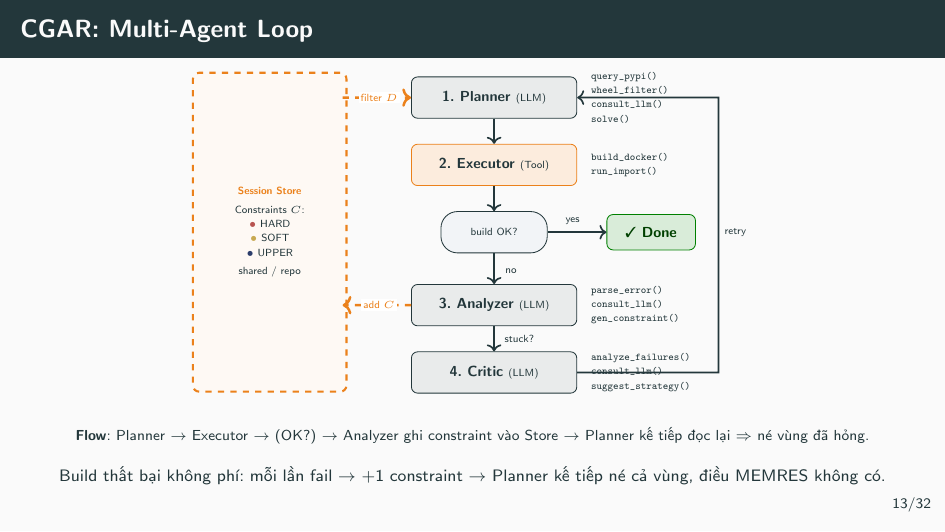 CGAR: Multi-Agent Loop
Session Store
Constraints C:
• HARD
• SOFT
• UPPER
shared / repo
filter D
add C
1. Planner (LLM)
query_pypi()
wheel_filter()
consult_llm()
solve()
2. Executor (Tool)
build_docker()
run_import()
build OK?
yes
✓ Done
no
retry
3. Analyzer (LLM)
parse_error()
consult_llm()
gen_constraint()
stuck?
4. Critic (LLM)
analyze_failures()
consult_llm()
suggest_strategy()
Flow: Planner → Executor → (OK?) → Analyzer ghi constraint vào Store → Planner kế tiếp đọc lại ⇒ né vùng đã hỏng.
Build thất bại không phí: mỗi lần fail → +1 constraint → Planner kế tiếp né cả vùng, điều MEMRES không có.
13/32